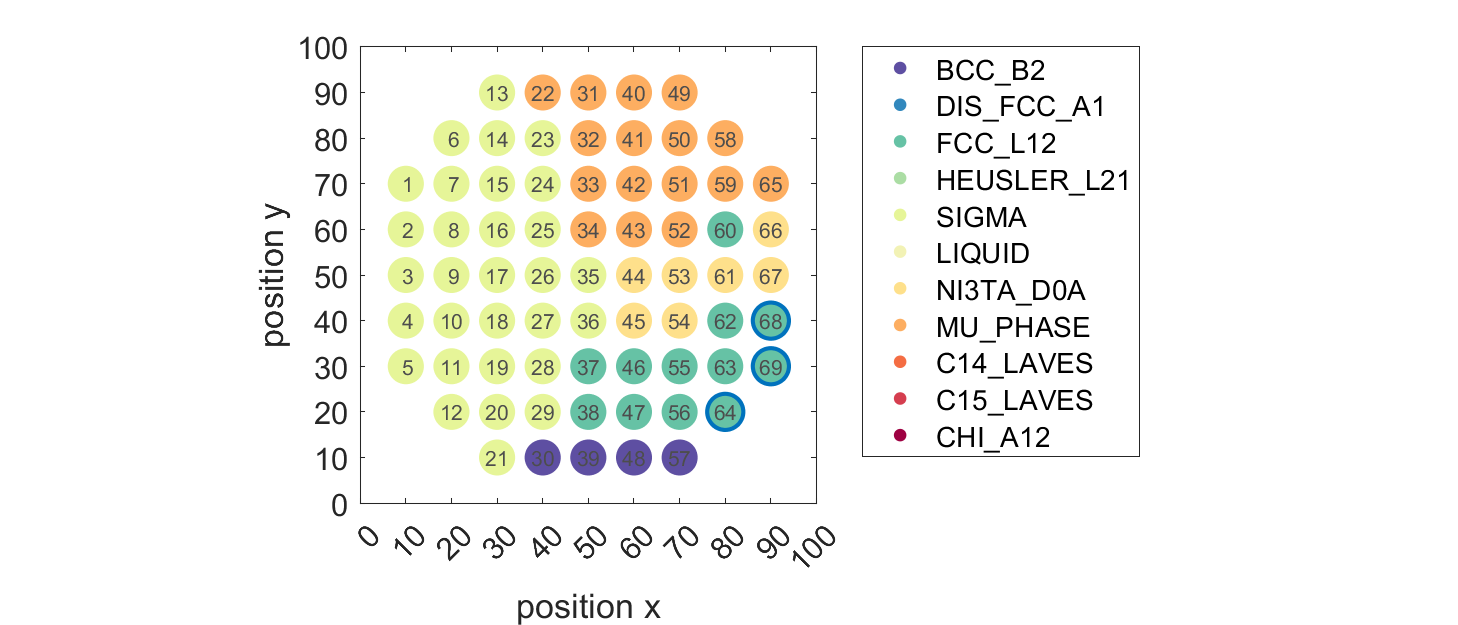 100
90
80
70
60
50
40
30
20
10
0
position y
13 22 31 40 49
6 14 23 32 41 50 58
1 7 15 24 33 42 51 59 65
2 8 16 25 34 43 52 60 66
3 9 17 26 35 44 53 61 67
4 10 18 27 36 45 54 62 68
5 11 19 28 37 46 55 63 69
12 20 29 38 47 56 64
21 30 39 48 57
0 10 20 30 40 50 60 70 80 90 100
position x
BCC_B2
DIS_FCC_A1
FCC_L12
HEUSLER_L21
SIGMA
LIQUID
NI3TA_D0A
MU_PHASE
C14_LAVES
C15_LAVES
CHI_A12